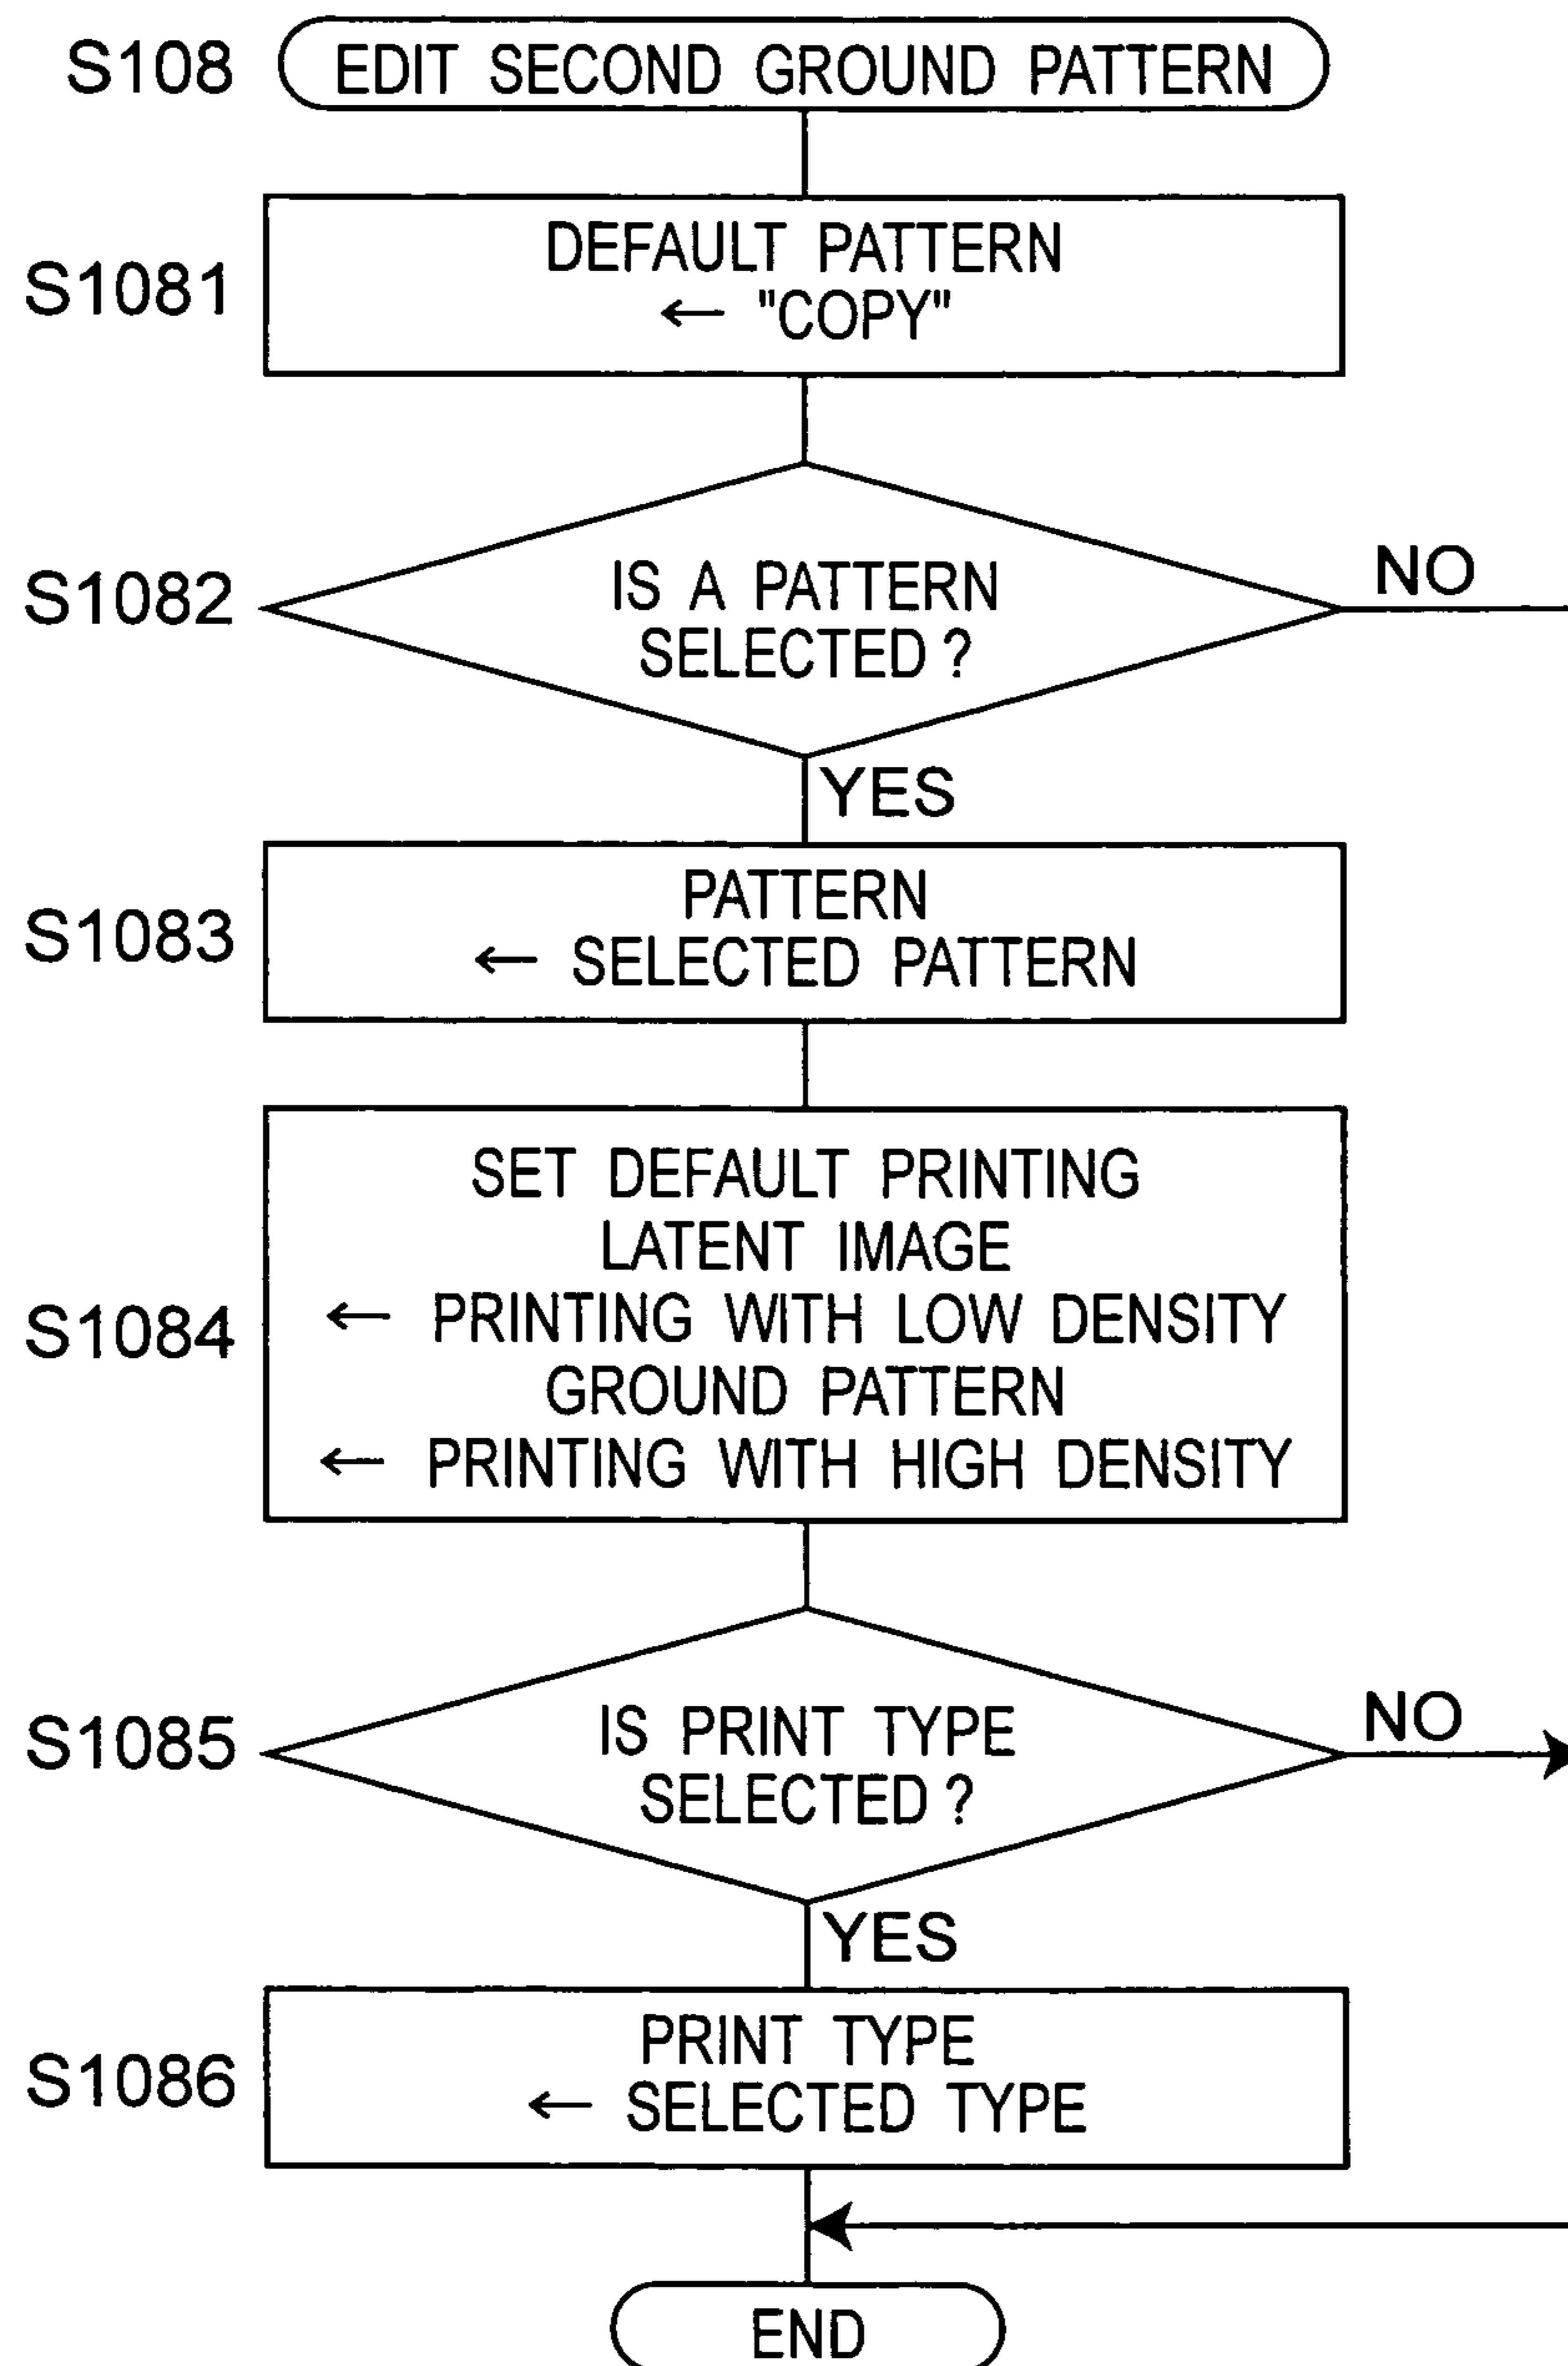 S108 EDIT SECOND GROUND PATTERN
S1081
DEFAULT PATTERN
← "COPY"
S1082
IS A PATTERN
SELECTED ?
NO
YES
S1083
PATTERN
← SELECTED PATTERN
S1084
SET DEFAULT PRINTING
LATENT IMAGE
← PRINTING WITH LOW DENSITY
GROUND PATTERN
← PRINTING WITH HIGH DENSITY
S1085
IS PRINT TYPE
SELECTED ?
NO
YES
S1086
PRINT TYPE
← SELECTED TYPE
END